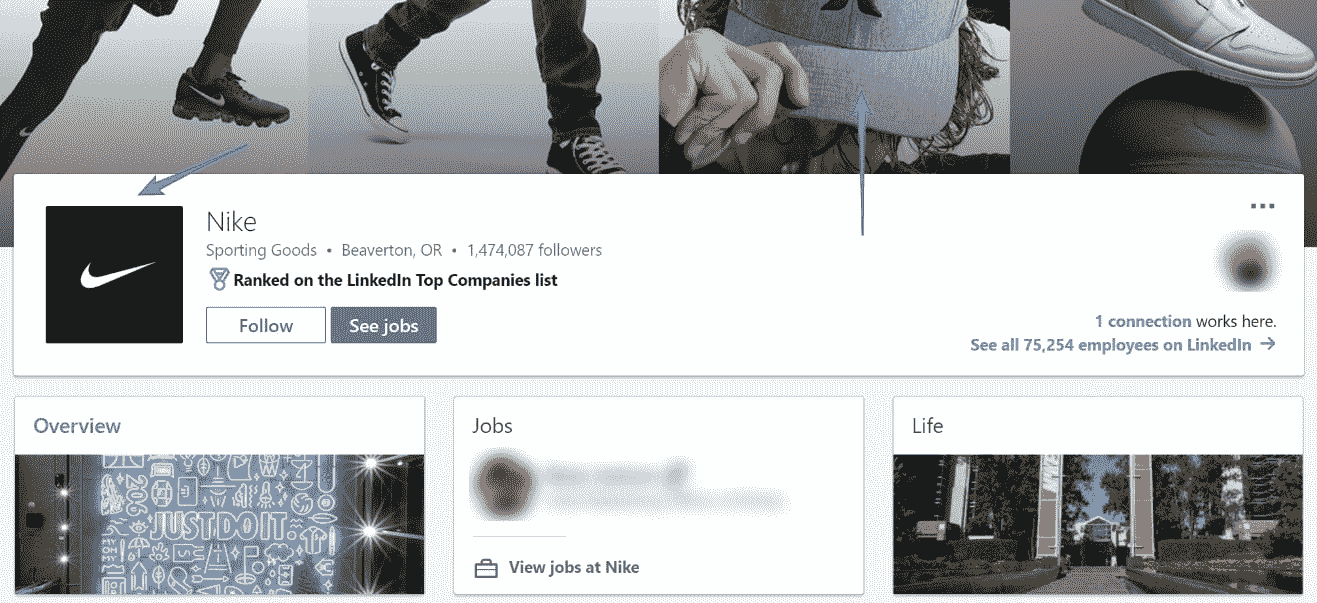 Nike
Sporting Goods • Beaverton, OR • 1,474,087 followers
Ranked on the LinkedIn Top Companies list
Follow
See jobs
1 connection works here.
See all 75,254 employees on LinkedIn →
Overview
Jobs
Life
JUST DO IT.
View jobs at Nike